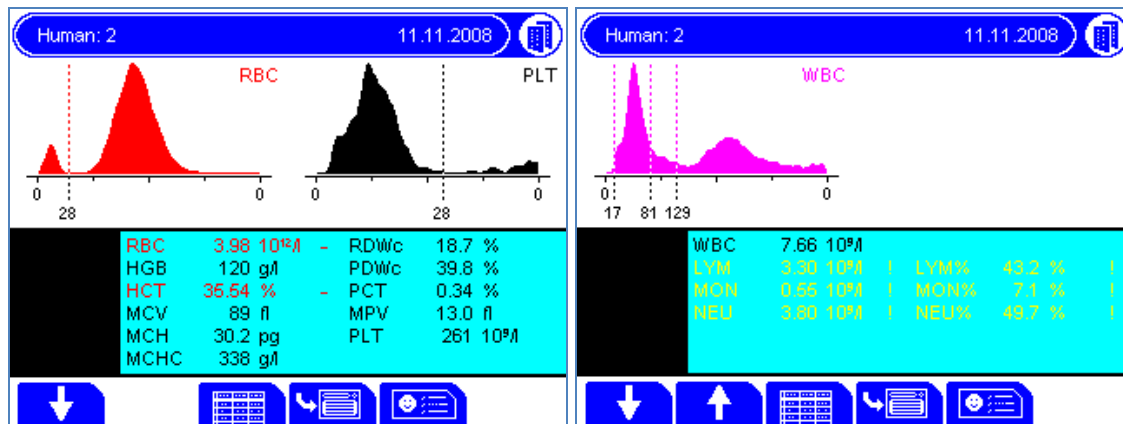 Human: 2 11.11.2008
RBC PLT
0 0 0 0
28 28
RBC 3.98 10¹²/l - RDWc 18.7 %
HGB 120 g/l PDWc 39.8 %
HCT 35.54 % - PCT 0.34 %
MCV 89 fl MPV 13.0 fl
MCH 30.2 pg PLT 261 10⁹/l
MCHC 338 g/l
Human: 2 11.11.2008
WBC
0 0
17 81 129
WBC 7.66 10⁹/l
LYM 3.30 10⁹/l ! LYM% 43.2 % !
MON 0.55 10⁹/l ! MON% 7.1 % !
NEU 3.80 10⁹/l ! NEU% 49.7 % !